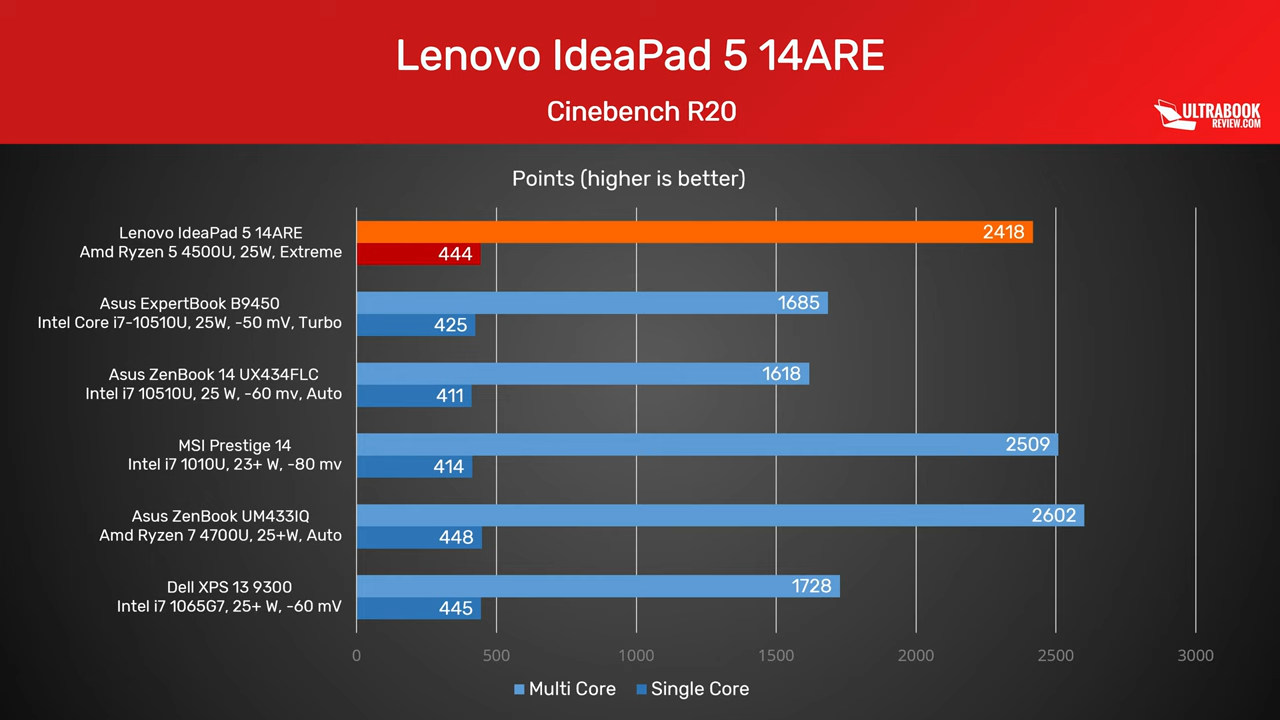 Lenovo IdeaPad 5 14ARE
Cinebench R20
ULTRABOOK
REVIEW.COM
Points (higher is better)
Lenovo IdeaPad 5 14ARE
Amd Ryzen 5 4500U, 25W, Extreme
2418
444
Asus ExpertBook B9450
Intel Core i7-10510U, 25W, -50 mV, Turbo
1685
425
Asus ZenBook 14 UX434FLC
Intel i7 10510U, 25 W, -60 mv, Auto
1618
411
MSI Prestige 14
Intel i7 1010U, 23+ W, -80 mv
2509
414
Asus ZenBook UM433IQ
Amd Ryzen 7 4700U, 25+W, Auto
2602
448
Dell XPS 13 9300
Intel i7 1065G7, 25+ W, -60 mV
1728
445
0 500 1000 1500 2000 2500 3000
Multi Core Single Core